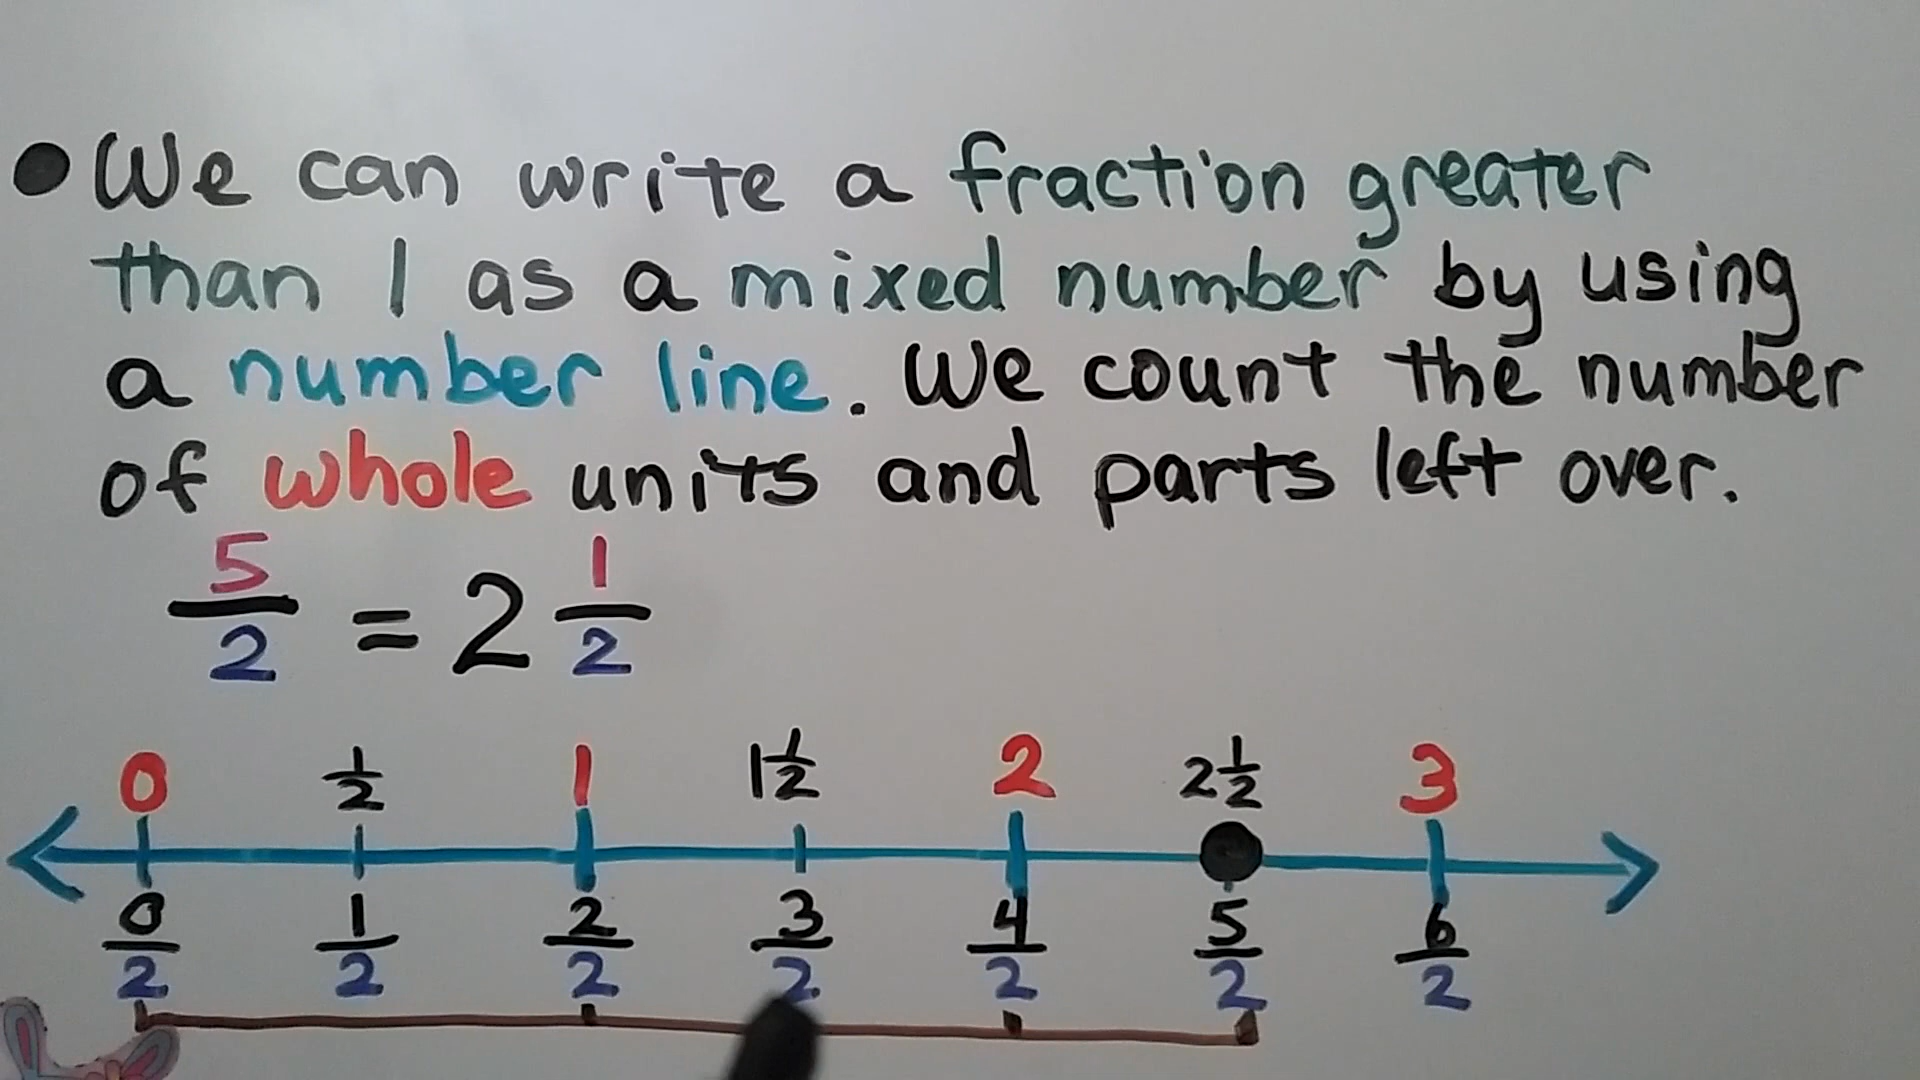 We can write a fraction greater
than 1 as a mixed number by using
a number line. We count the number
of whole units and parts left over.
5/2 = 2 1/2
0 1/2 1 1 1/2 2 2 1/2 3
0/2 1/2 2/2 3/2 4/2 5/2 6/2